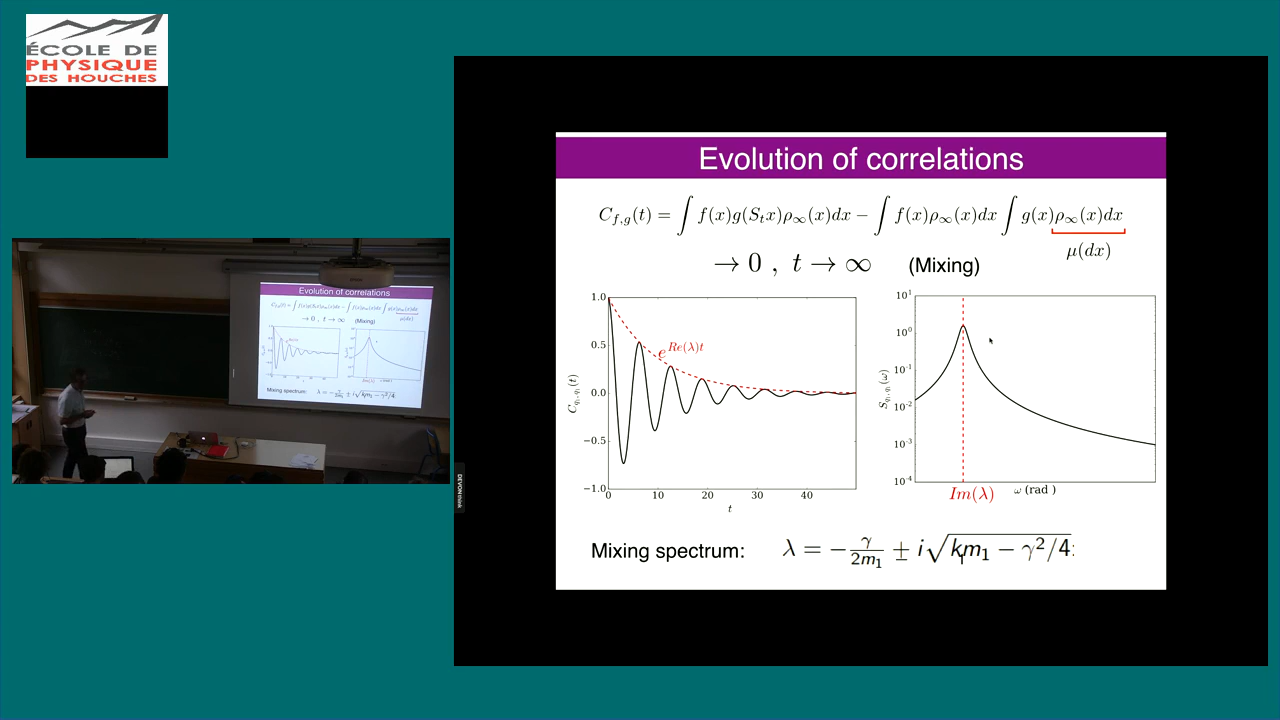 ÉCOLE DE
PHYSIQUE
DES HOUCHES
Evolution of correlations
C_{f,g}(t) = ∫ f(x)g(S_t x)ρ_∞(x)dx − ∫ f(x)ρ_∞(x)dx ∫ g(x)ρ_∞(x)dx
μ(dx)
→ 0 , t → ∞ (Mixing)
1.0
0.5
0.0
−0.5
−1.0
0 10 20 30 40
t
C_{q_1,q_1}(t)
e^{Re(λ)t}
10^1
10^0
10^-1
10^-2
10^-3
10^-4
S_{q_1,q_1}(ω)
Im(λ) ω (rad )
Mixing spectrum: λ = −γ/2m_1 ± i√(km_1 − γ²/4)
DEVONthink